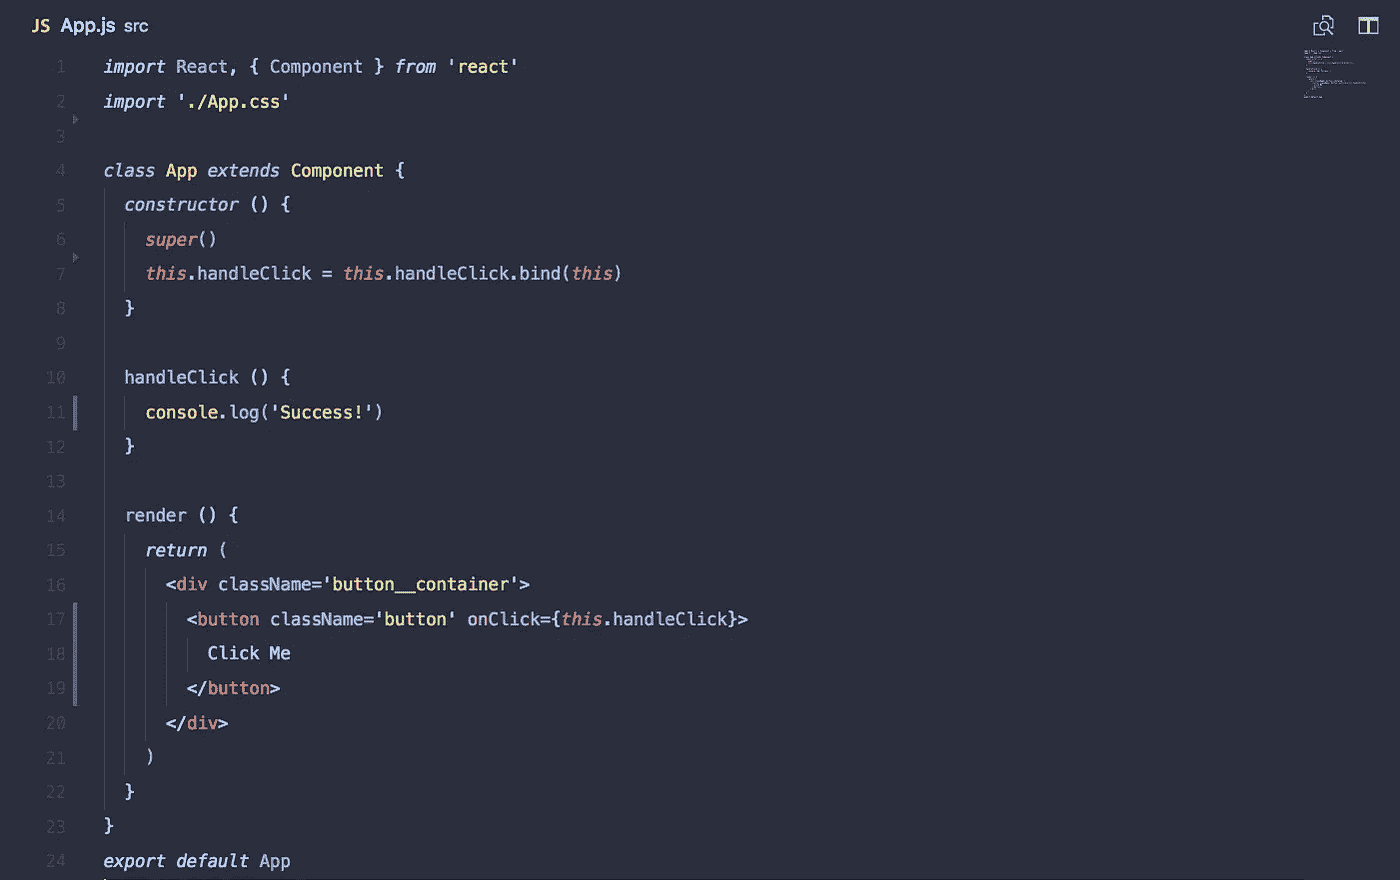 JS App.js src
1 import React, { Component } from 'react'
2 import './App.css'
3
4 class App extends Component {
5 constructor () {
6 super()
7 this.handleClick = this.handleClick.bind(this)
8 }
9
10 handleClick () {
11 console.log('Success!')
12 }
13
14 render () {
15 return (
16 <div className='button__container'>
17 <button className='button' onClick={this.handleClick}>
18 Click Me
19 </button>
20 </div>
21 )
22 }
23 }
24 export default App